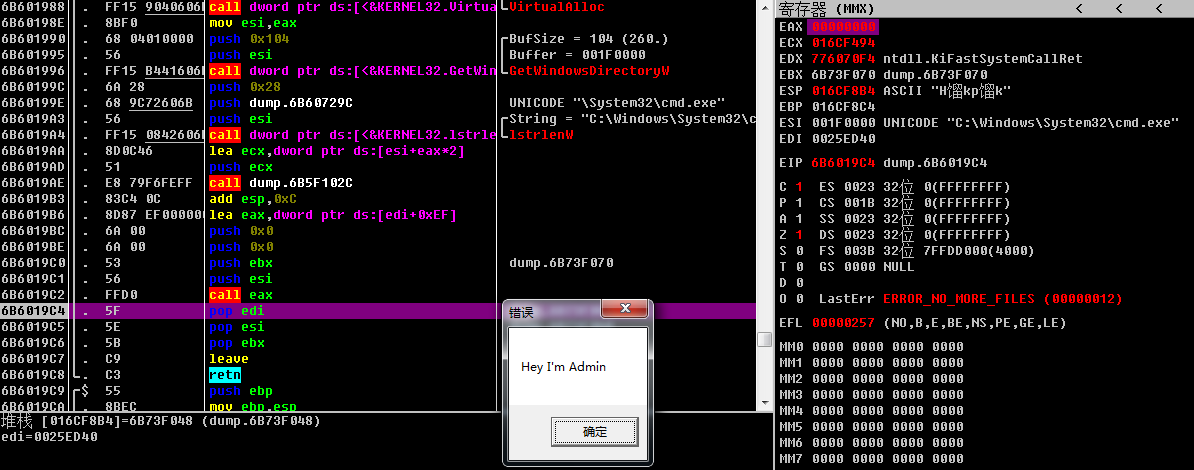 6B601988 . FF15 9040606B call dword ptr ds:[<&KERNEL32.Virtua VirtualAlloc
6B60198E . 8BF0 mov esi,eax
6B601990 . 68 04010000 push 0x104 BufSize = 104 (260.)
6B601995 . 56 push esi Buffer = 001F0000
6B601996 . FF15 B441606B call dword ptr ds:[<&KERNEL32.GetWin GetWindowsDirectoryW
6B60199C . 6A 28 push 0x28
6B60199E . 68 9C72606B push dump.6B60729C UNICODE "\System32\cmd.exe"
6B6019A3 . 56 push esi String = "C:\Windows\System32\c
6B6019A4 . FF15 0842606B call dword ptr ds:[<&KERNEL32.lstrle lstrlenW
6B6019AA . 8D0C46 lea ecx,dword ptr ds:[esi+eax*2]
6B6019AD . 51 push ecx
6B6019AE . E8 79F6FEFF call dump.6B5F102C
6B6019B3 . 83C4 0C add esp,0xC
6B6019B6 . 8D87 EF000000 lea eax,dword ptr ds:[edi+0xEF]
6B6019BC . 6A 00 push 0x0
6B6019BE . 6A 00 push 0x0
6B6019C0 . 53 push ebx dump.6B73F070
6B6019C1 . 56 push esi
6B6019C2 . FFD0 call eax
6B6019C4 . 5F pop edi
6B6019C5 . 5E pop esi
6B6019C6 . 5B pop ebx
6B6019C7 . C9 leave
6B6019C8 . C3 retn
6B6019C9 $ 55 push ebp
6B6019CA . 8BEC mov ebp,esp
堆栈 [016CF8B4]=6B73F048 (dump.6B73F048)
edi=0025ED40
错误
Hey I'm Admin
确定
寄存器 (MMX) < < <
EAX 00000000
ECX 016CF494
EDX 776070F4 ntdll.KiFastSystemCallRet
EBX 6B73F070 dump.6B73F070
ESP 016CF8B4 ASCII "H馏kp馏k"
EBP 016CF8C4
ESI 001F0000 UNICODE "C:\Windows\System32\cmd.exe"
EDI 0025ED40
EIP 6B6019C4 dump.6B6019C4
C 1 ES 0023 32位 0(FFFFFFFF)
P 1 CS 001B 32位 0(FFFFFFFF)
A 1 SS 0023 32位 0(FFFFFFFF)
Z 1 DS 0023 32位 0(FFFFFFFF)
S 0 FS 003B 32位 7FFDD000(4000)
T 0 GS 0000 NULL
D 0
O 0 LastErr ERROR_NO_MORE_FILES (00000012)
EFL 00000257 (NO,B,E,BE,NS,PE,GE,LE)
MM0 0000 0000 0000 0000
MM1 0000 0000 0000 0000
MM2 0000 0000 0000 0000
MM3 0000 0000 0000 0000
MM4 0000 0000 0000 0000
MM5 0000 0000 0000 0000
MM6 0000 0000 0000 0000
MM7 0000 0000 0000 0000